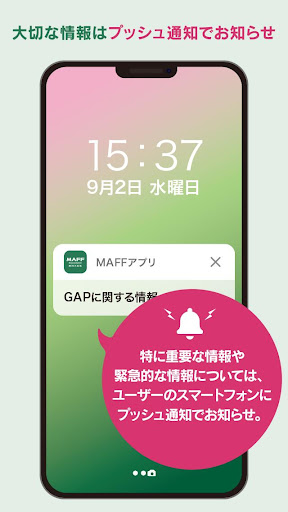 大切な情報はプッシュ通知でお知らせ
15:37
9月2日 水曜日
MAFF
MAFFアプリ
GAPに関する情報
特に重要な情報や
緊急的な情報については、
ユーザーのスマートフォンに
プッシュ通知でお知らせ。